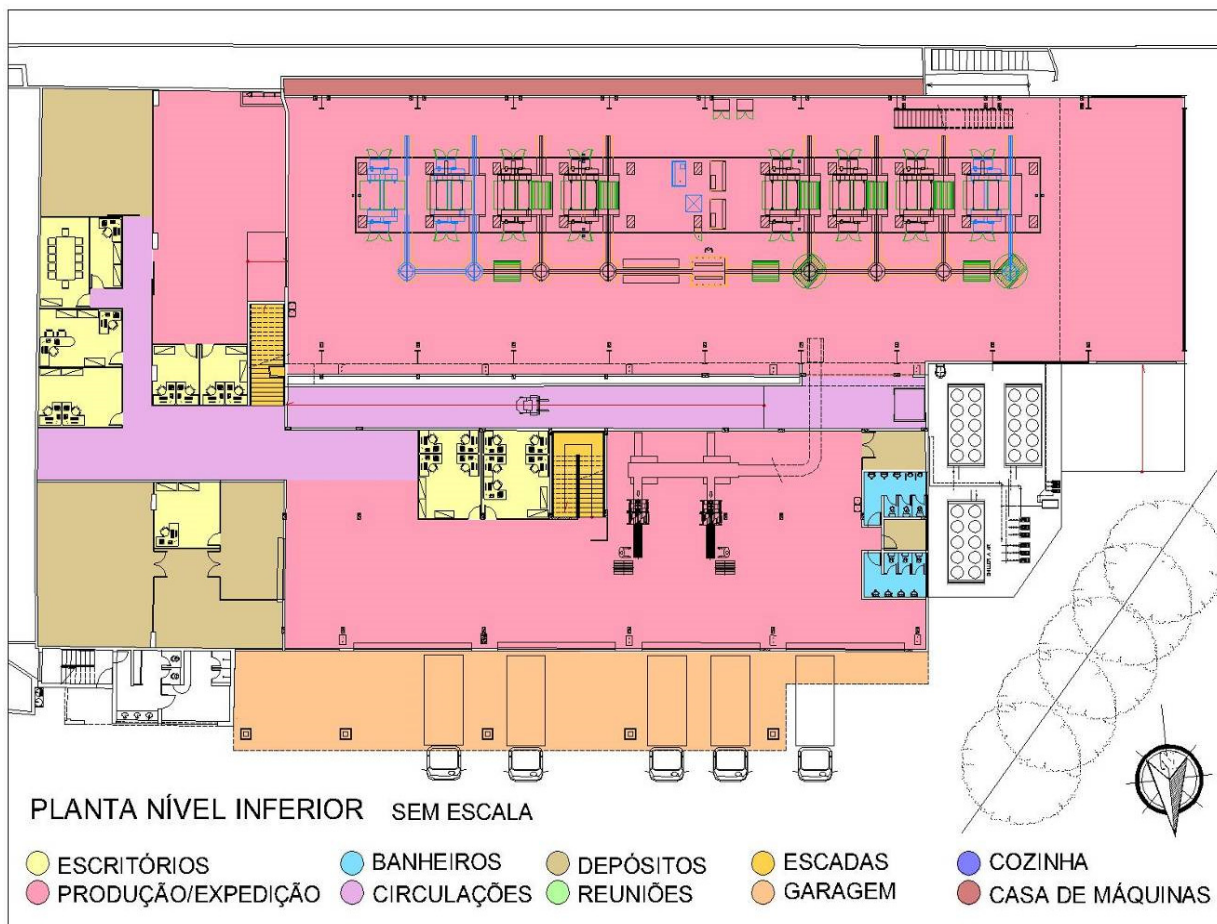 PLANTA NÍVEL INFERIOR SEM ESCALA
ESCRITÓRIOS BANHEIROS DEPÓSITOS ESCADAS COZINHA
PRODUÇÃO/EXPEDIÇÃO CIRCULAÇÕES REUNIÕES GARAGEM CASA DE MÁQUINAS